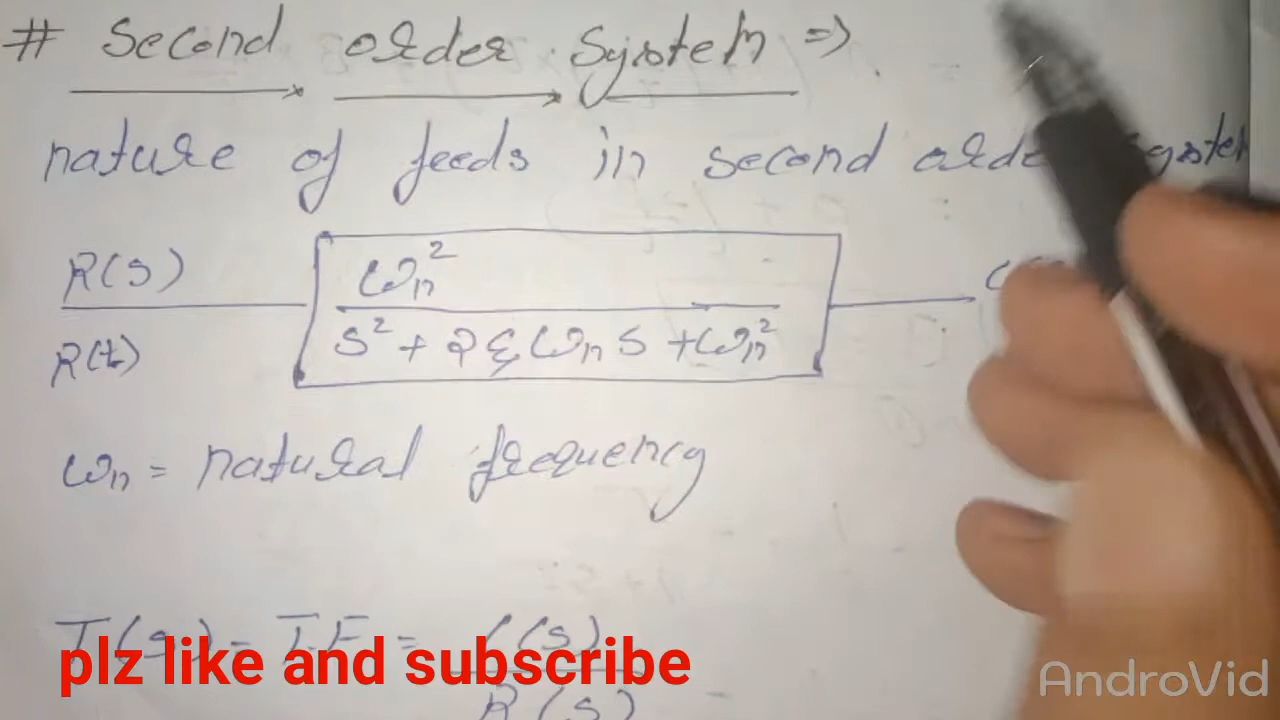 # Second order System ⇒
nature of feeds in second order system
R(s)
ωn²
C(
s² + 2ξωn s + ωn²
R(t)
ωn = natural frequency
T(s) = T.F = C(s)
plz like and subscribe
R(s)
AndroVid